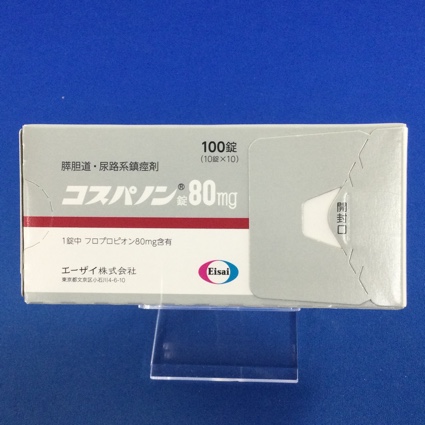 100錠
(10錠×10)
膵胆道・尿路系鎮痙剤
コスパノン®錠80mg
1錠中 フロプロピオン80mg含有
エーザイ株式会社
東京都文京区小石川4-6-10
Eisai
開封口